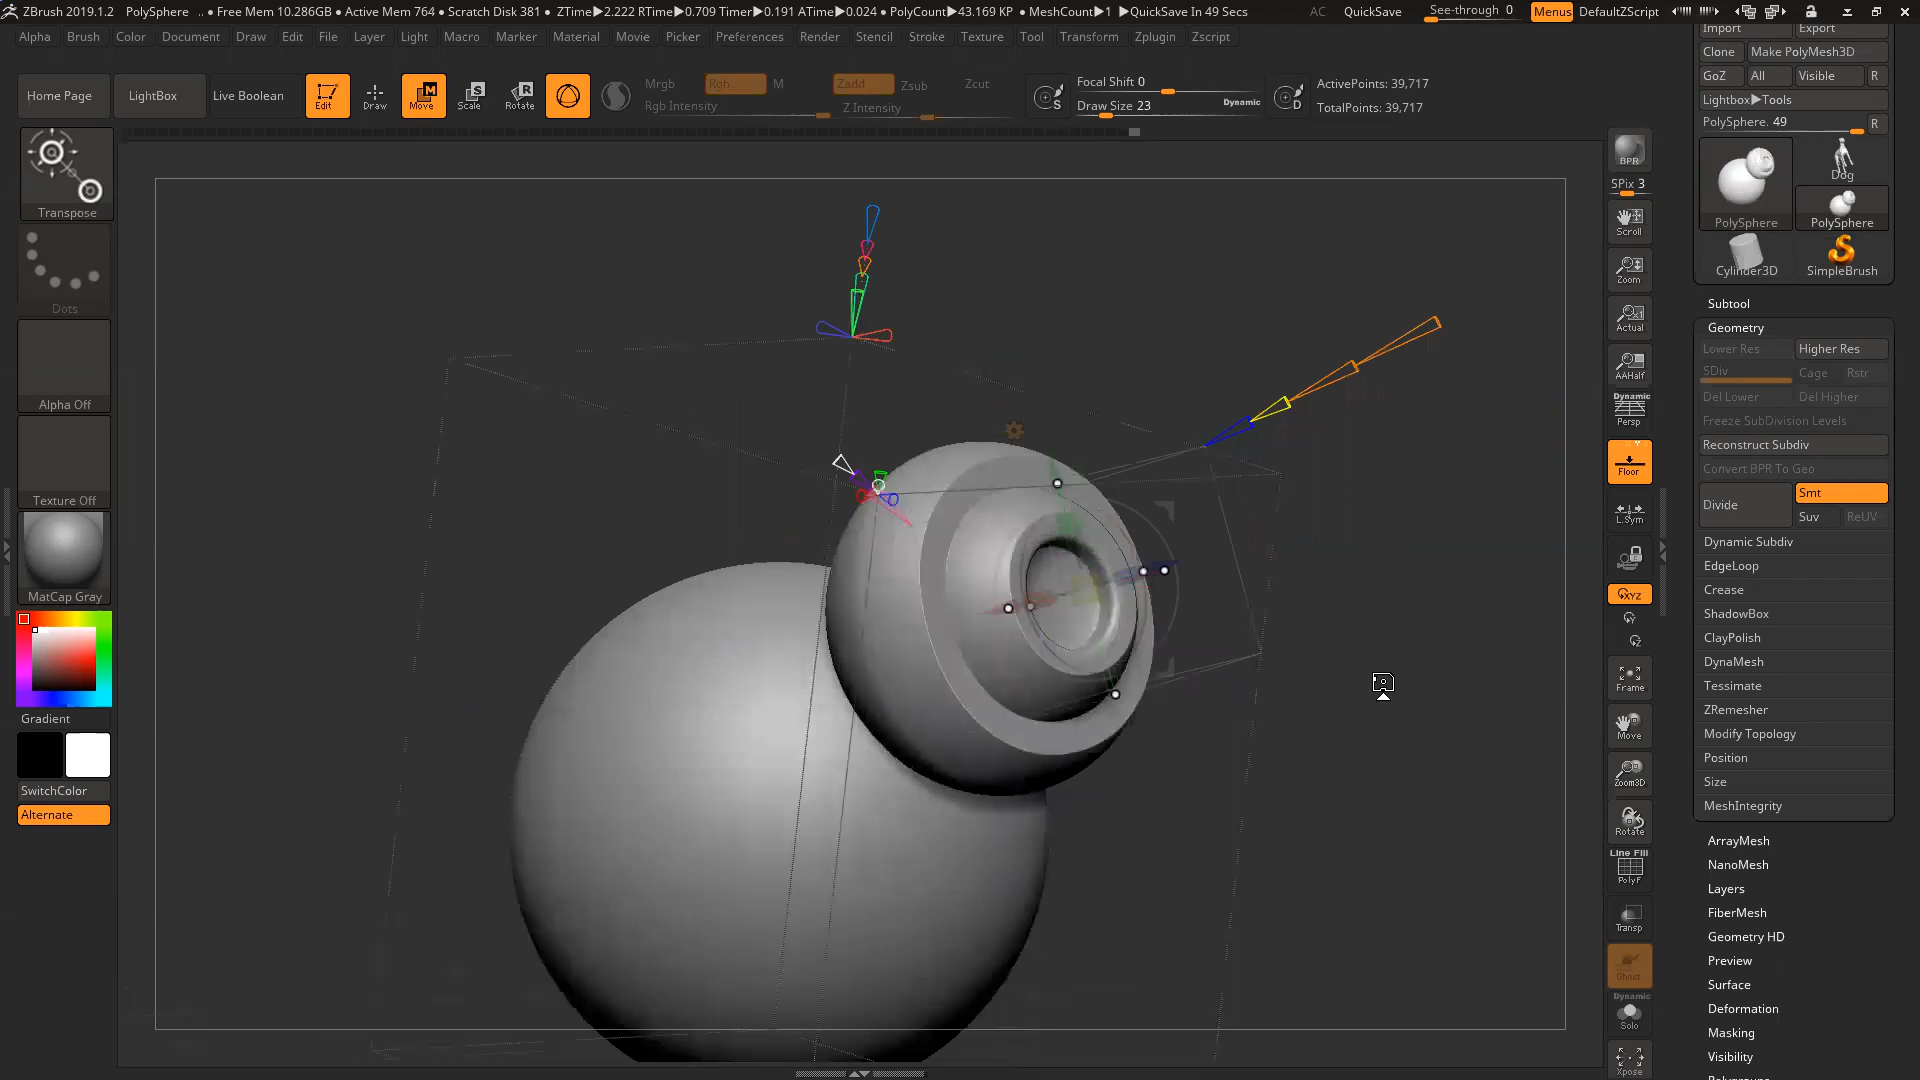 ZBrush 2019.1.2 PolySphere .. • Free Mem 10.286GB • Active Mem 764 • Scratch Disk 381 • ZTime▶2.222 RTime▶0.709 Timer▶0.191 ATime▶0.024 • PolyCount▶43.169 KP • MeshCount▶1 ▶QuickSave In 49 Secs AC QuickSave See-through 0 Menus DefaultZScript
Alpha Brush Color Document Draw Edit File Layer Light Macro Marker Material Movie Picker Preferences Render Stencil Stroke Texture Tool Transform Zplugin Zscript
Home Page LightBox Live Boolean Edit Draw Move Scale Rotate
Mrgb Rgb M Zadd Zsub Zcut
Rgb Intensity Z Intensity
S Focal Shift 0
Draw Size 23 Dynamic D
ActivePoints: 39,717
TotalPoints: 39,717
Transpose
Dots
Alpha Off
Texture Off
MatCap Gray
Gradient
SwitchColor
Alternate
BPR
SPix 3
Scroll
Zoom
Actual
AAHalf
Dynamic
Persp
Floor
L.Sym
XYZ
Y
Z
Frame
Move
Zoom3D
Rotate
Line Fill
PolyF
Transp
Ghost
Dynamic
Solo
Xpose
Import Export
Clone Make PolyMesh3D
GoZ All Visible R
Lightbox▶Tools
PolySphere. 49 R
PolySphere Dog
PolySphere
Cylinder3D SimpleBrush
Subtool
Geometry
Lower Res Higher Res
SDiv Cage Rstr
Del Lower Del Higher
Freeze SubDivision Levels
Reconstruct Subdiv
Convert BPR To Geo
Divide Smt
Suv ReUV
Dynamic Subdiv
EdgeLoop
Crease
ShadowBox
ClayPolish
DynaMesh
Tessimate
ZRemesher
Modify Topology
Position
Size
MeshIntegrity
ArrayMesh
NanoMesh
Layers
FiberMesh
Geometry HD
Preview
Surface
Deformation
Masking
Visibility